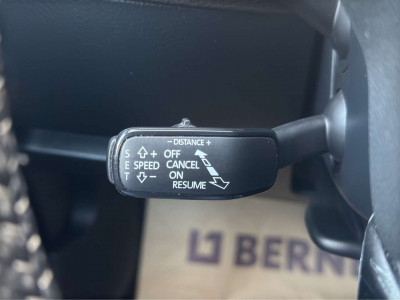 − DISTANCE +
S ⇧ + OFF
E SPEED CANCEL
T ⇩ − ON
RESUME
BERN